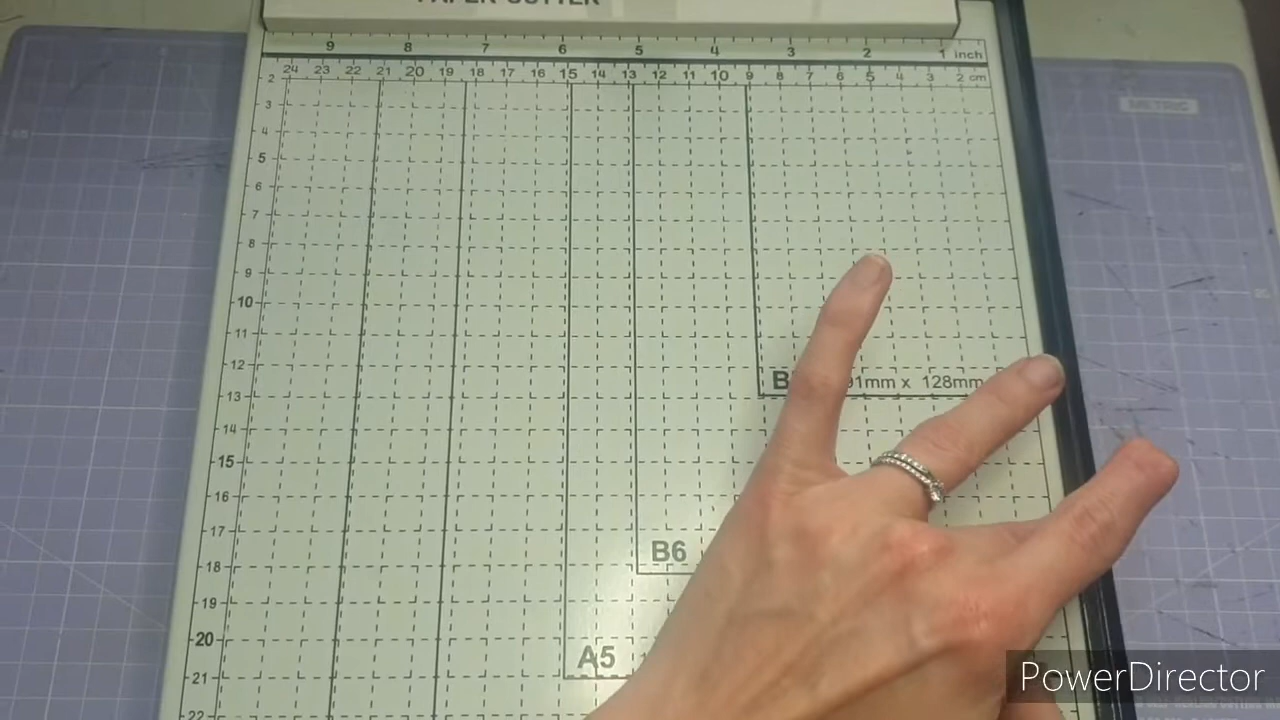 PAPER CUTTER
9 8 7 6 5 4 3 2 1 inch
24 23 22 21 20 19 18 17 16 15 14 13 12 11 10 9 8 7 6 5 4 3 2 cm
2
3
METRIC
4
5
6
7
8
9
10
11
12
91mm x 128mm
13
14
15
16
17
B6
18
19
20
A5
21
22
PowerDirector